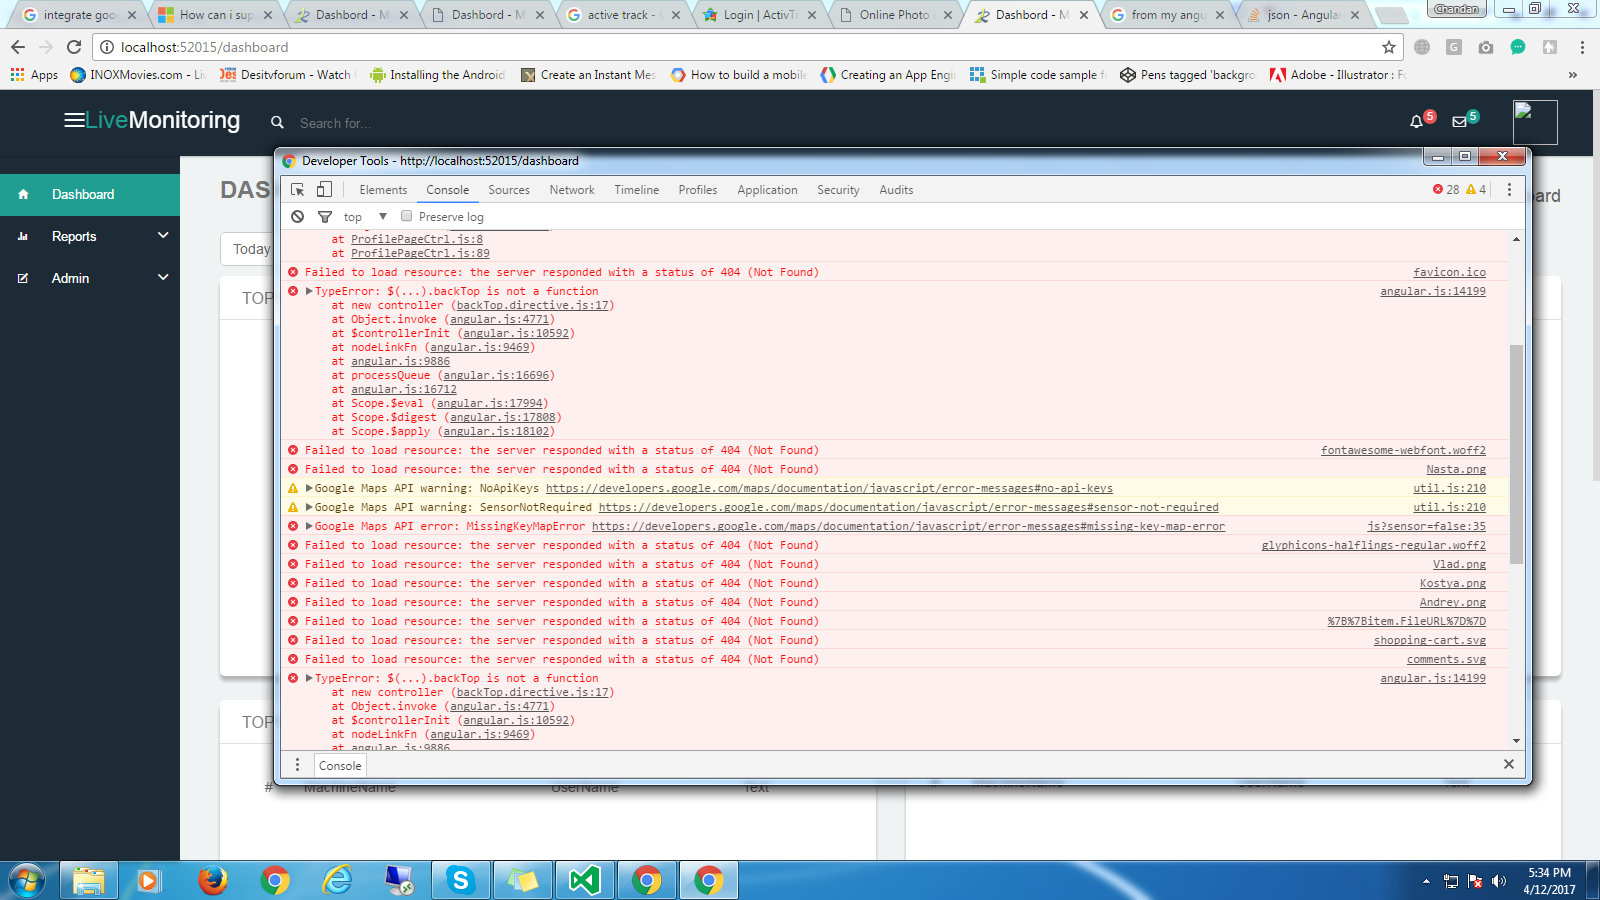 integrate goog
How can i sup
Dashbord - M
Dashbord - M
active track - 
Login | ActivTr
Online Photo
Dashbord - M
from my angu
json - Angular
Chandan
localhost:52015/dashboard
Apps
INOXMovies.com - Liv
Desitvforum - Watch
Installing the Android
Create an Instant Mes
How to build a mobile
Creating an App Engi
Simple code sample f
Pens tagged 'backgro
Adobe - Illustrator : Fo
»
LiveMonitoring
Search for...
5
5
Developer Tools - http://localhost:52015/dashboard
Dashboard
Reports
Admin
DAS
ard
Today
TOP
TOP
Elements Console Sources Network Timeline Profiles Application Security Audits
28 4
top
Preserve log
at ProfilePageCtrl.js:8
at ProfilePageCtrl.js:89
Failed to load resource: the server responded with a status of 404 (Not Found) favicon.ico
TypeError: $(...).backTop is not a function angular.js:14199
at new controller (backTop.directive.js:17)
at Object.invoke (angular.js:4771)
at $controllerInit (angular.js:10592)
at nodeLinkFn (angular.js:9469)
at angular.js:9886
at processQueue (angular.js:16696)
at angular.js:16712
at Scope.$eval (angular.js:17994)
at Scope.$digest (angular.js:17808)
at Scope.$apply (angular.js:18102)
Failed to load resource: the server responded with a status of 404 (Not Found) fontawesome-webfont.woff2
Failed to load resource: the server responded with a status of 404 (Not Found) Nasta.png
Google Maps API warning: NoApiKeys https://developers.google.com/maps/documentation/javascript/error-messages#no-api-keys util.js:210
Google Maps API warning: SensorNotRequired https://developers.google.com/maps/documentation/javascript/error-messages#sensor-not-required util.js:210
Google Maps API error: MissingKeyMapError https://developers.google.com/maps/documentation/javascript/error-messages#missing-key-map-error js?sensor=false:35
Failed to load resource: the server responded with a status of 404 (Not Found) glyphicons-halflings-regular.woff2
Failed to load resource: the server responded with a status of 404 (Not Found) Vlad.png
Failed to load resource: the server responded with a status of 404 (Not Found) Kostya.png
Failed to load resource: the server responded with a status of 404 (Not Found) Andrey.png
Failed to load resource: the server responded with a status of 404 (Not Found) %7B%7Bitem.FileURL%7D%7D
Failed to load resource: the server responded with a status of 404 (Not Found) shopping-cart.svg
Failed to load resource: the server responded with a status of 404 (Not Found) comments.svg
TypeError: $(...).backTop is not a function angular.js:14199
at new controller (backTop.directive.js:17)
at Object.invoke (angular.js:4771)
at $controllerInit (angular.js:10592)
at nodeLinkFn (angular.js:9469)
at angular.js:9886
Console
# MachineName UserName Text
# MachineName UserName Text
5:34 PM
4/12/2017